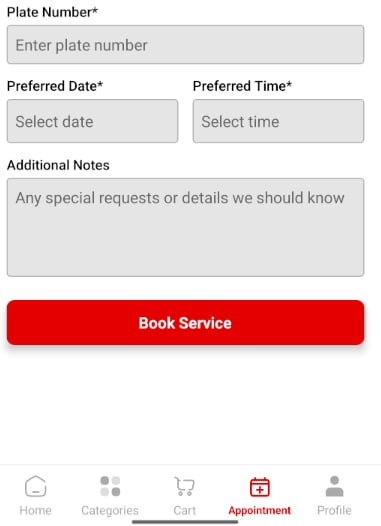 Plate Number*
Enter plate number
Preferred Date* Preferred Time*
Select date Select time
Additional Notes
Any special requests or details we should know
Book Service
Home Categories Cart Appointment Profile